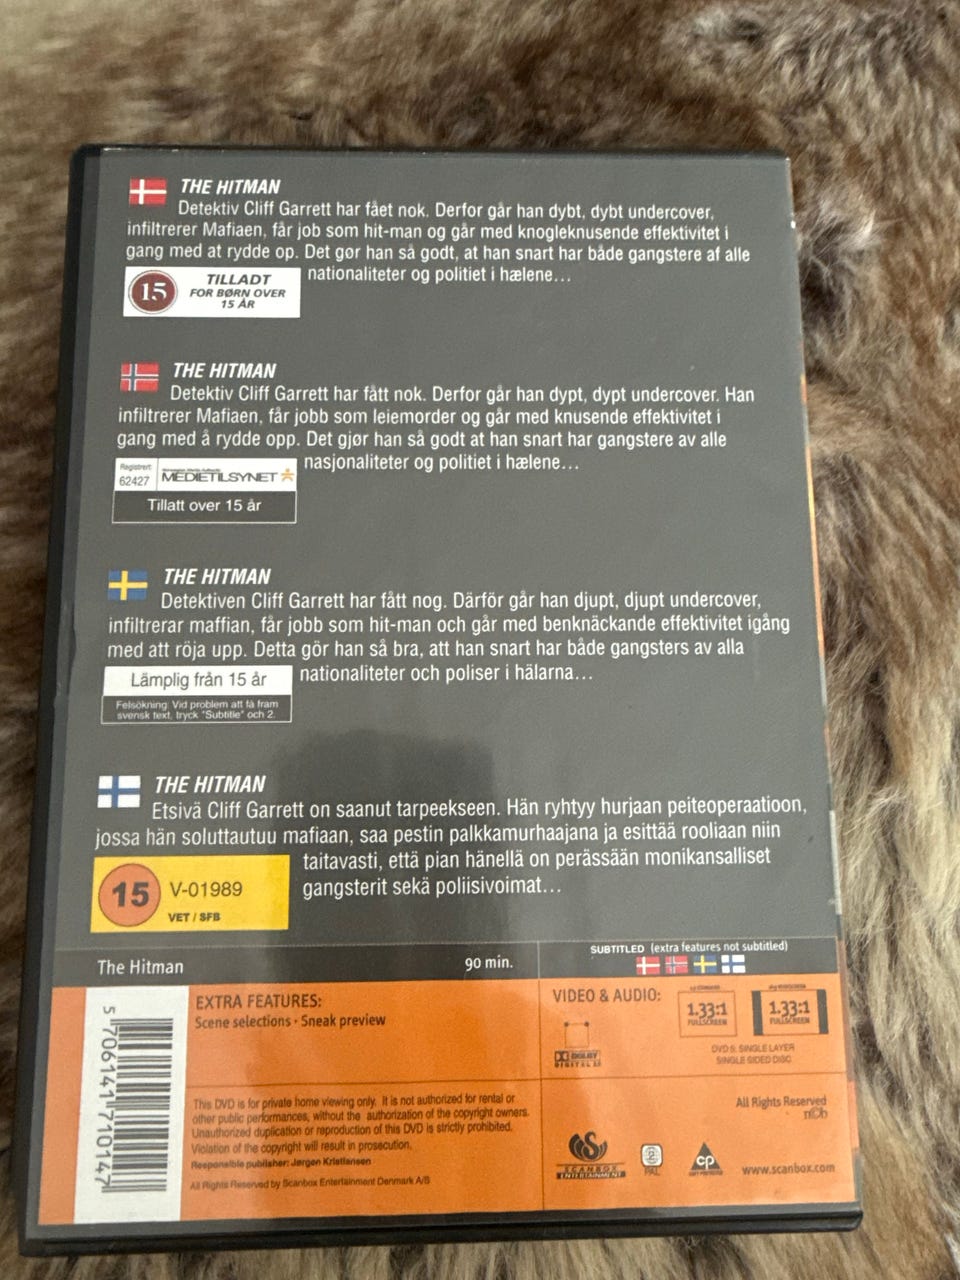 THE HITMAN
Detektiv Cliff Garrett har fået nok. Derfor går han dybt, dybt undercover,
infiltrerer Mafiaen, får job som hit-man og går med knogleknusende effektivitet i
gang med at rydde op. Det gør han så godt, at han snart har både gangstere af alle
nationaliteter og politiet i hælene...
15
TILLADT
FOR BØRN OVER
15 ÅR
THE HITMAN
Detektiv Cliff Garrett har fått nok. Derfor går han dypt, dypt undercover. Han
infiltrerer Mafiaen, får jobb som leiemorder og går med knusende effektivitet i
gang med å rydde opp. Det gjør han så godt at han snart har gangstere av alle
nasjonaliteter og politiet i hælene...
Registrert
62427
MEDIETILSYNET
Tillatt over 15 år
THE HITMAN
Detektiven Cliff Garrett har fått nog. Därför går han djupt, djupt undercover,
infiltrerar maffian, får jobb som hit-man och går med benknäckande effektivitet igång
med att röja upp. Detta gör han så bra, att han snart har både gangsters av alla
nationaliteter och poliser i hälarna...
Lämplig från 15 år
Felsökning: Vid problem att få fram
svensk text, tryck "Subtitle" och 2.
THE HITMAN
Etsivä Cliff Garrett on saanut tarpeekseen. Hän ryhtyy hurjaan peiteoperaatioon,
jossa hän soluttautuu mafiaan, saa pestin palkkamurhaajana ja esittää rooliaan niin
taitavasti, että pian hänellä on perässään monikansalliset
gangsterit sekä poliisivoimat...
15 V-01989
VET / SFB
The Hitman
90 min.
SUBTITLED (extra features not subtitled)
EXTRA FEATURES:
Scene selections · Sneak preview
VIDEO & AUDIO:
1.33:1
FULLSCREEN
1.33:1
FULLSCREEN
DOLBY
DIGITAL
DVD 5: SINGLE LAYER
SINGLE SIDED DISC
5 706141 710147
This DVD is for private home viewing only. It is not authorized for rental or
other public performances, without the authorization of the copyright owners.
Unauthorized duplication or reproduction of this DVD is strictly prohibited.
Violation of the copyright will result in prosecution.
Responsible publisher: Jørgen Kristiansen
All Rights Reserved by Scanbox Entertainment Denmark A/S
All Rights Reserved
n©b
SCANBOX
ENTERTAINMENT
2
PAL
CP
COPY PROTECTED
www.scanbox.com